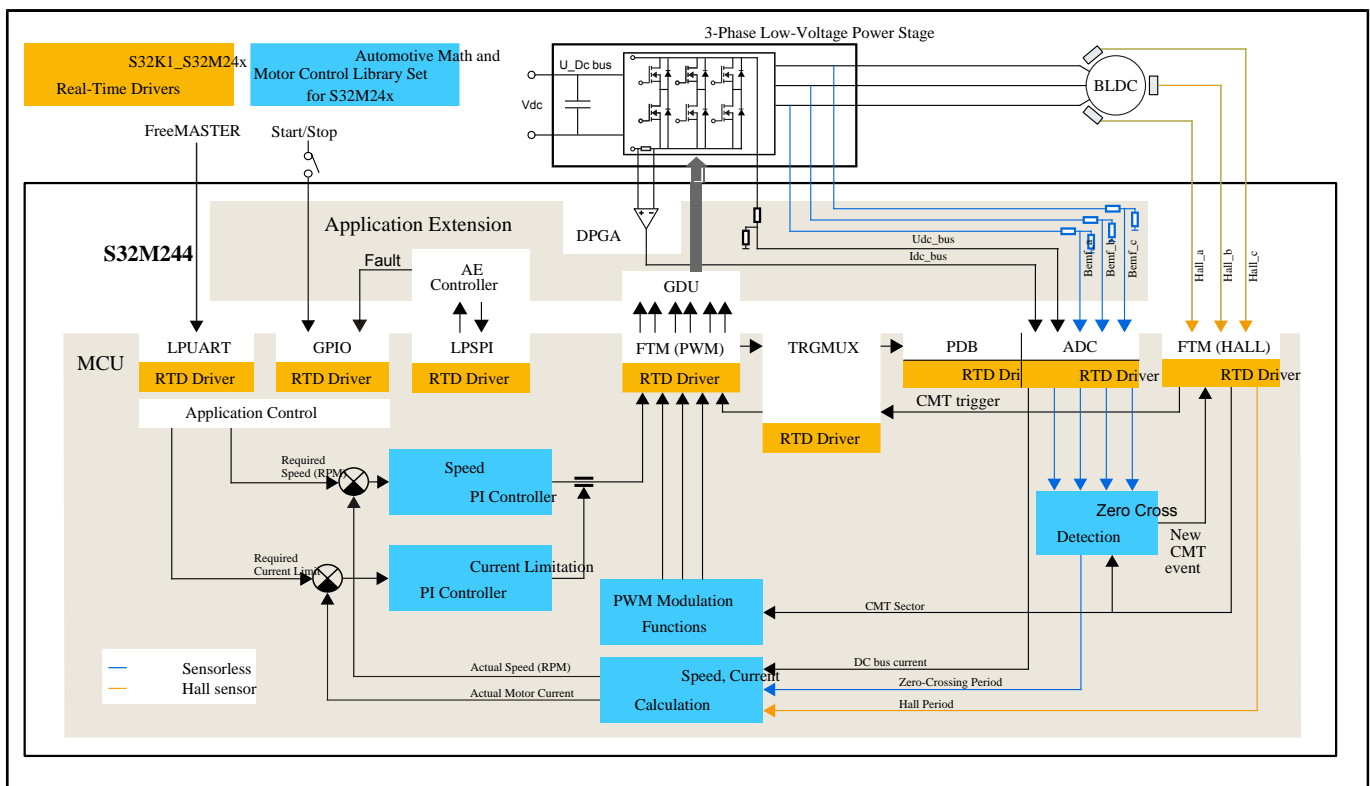 3-Phase Low-Voltage Power Stage
S32K1_S32M24x
Real-Time Drivers
Automotive Math and
Motor Control Library Set
for S32M24x
U_Dc bus
Vdc
BLDC
FreeMASTER
Start/Stop
Application Extension
DPGA
S32M244
Fault
AE
Controller
GDU
Udc_bus
Idc_bus
Bemf_a
Bemf_b
Bemf_c
Hall_a
Hall_b
Hall_c
MCU
LPUART
RTD Driver
GPIO
RTD Driver
LPSPI
RTD Driver
FTM (PWM)
RTD Driver
TRGMUX
RTD Driver
PDB
RTD Dri
ADC
RTD Driver
FTM (HALL)
RTD Driver
Application Control
CMT trigger
Required
Speed (RPM)
Speed
PI Controller
Required
Current Limit
Current Limitation
PI Controller
Zero Cross
Detection
New
CMT
event
PWM Modulation
Functions
CMT Sector
Speed, Current
Calculation
Actual Speed (RPM)
Actual Motor Current
DC bus current
Zero-Crossing Period
Hall Period
Sensorless
Hall sensor